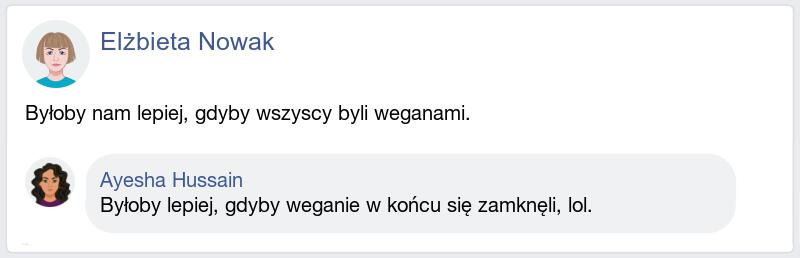 Elżbieta Nowak
Byłoby nam lepiej, gdyby wszyscy byli weganami.
Ayesha Hussain
Byłoby lepiej, gdyby weganie w końcu się zamknęli, lol.